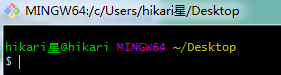 MINGW64:/c/Users/hikari星/Desktop
hikari星@hikari MINGW64 ~/Desktop
$